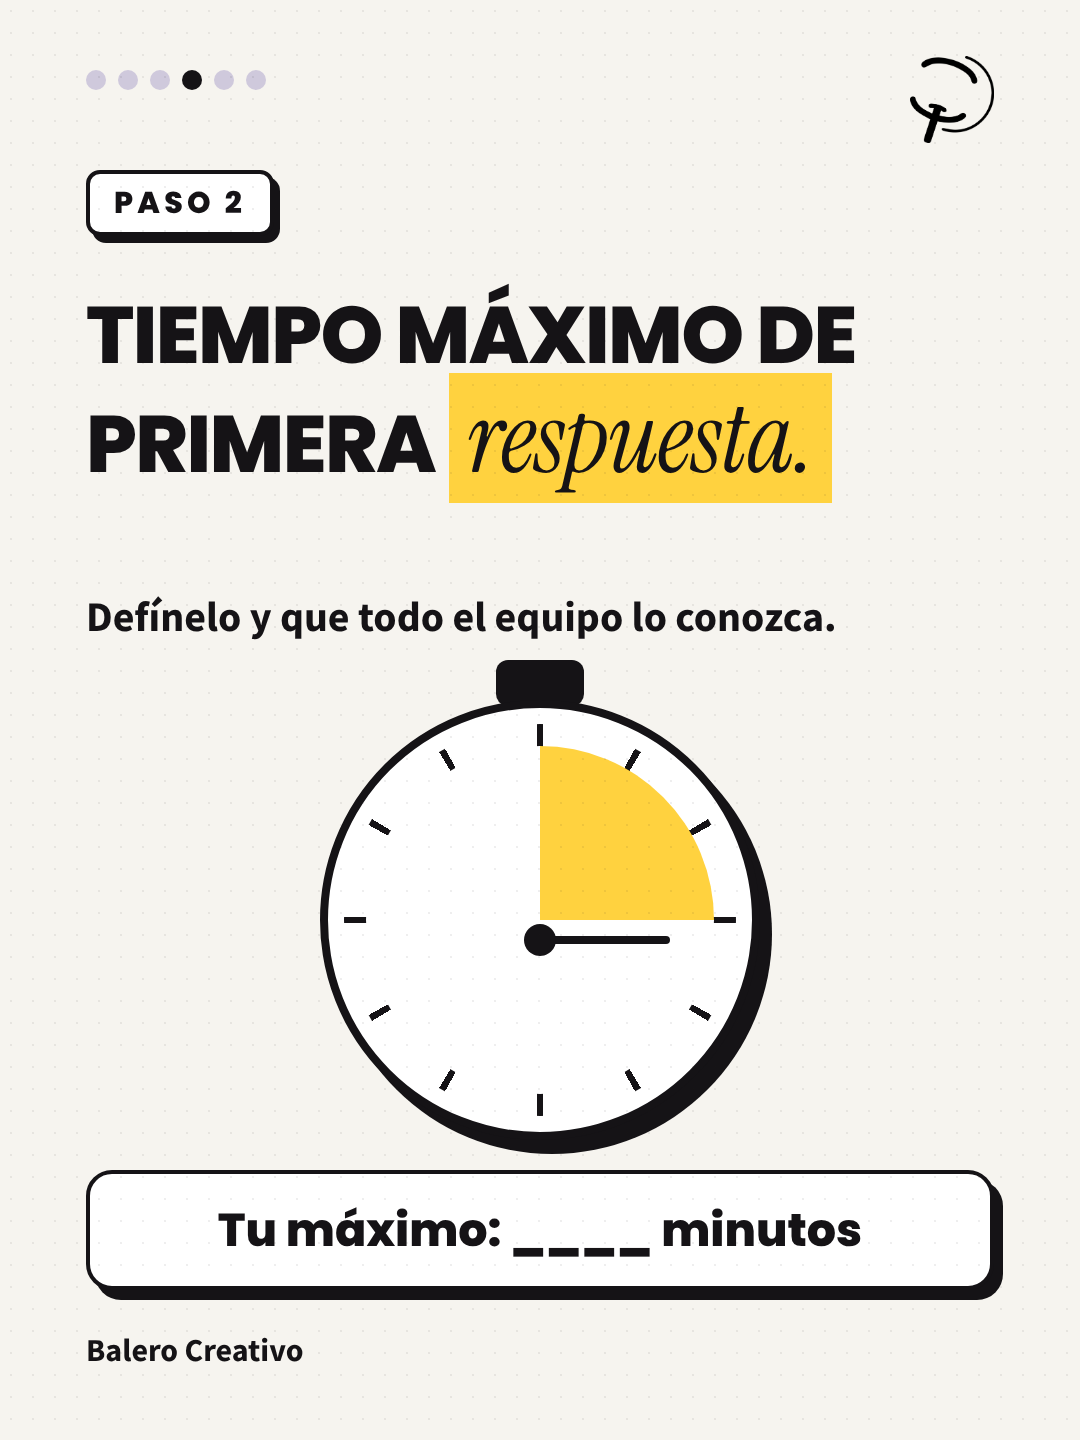 PASO 2
TIEMPO MÁXIMO DE
PRIMERA respuesta.
Defínelo y que todo el equipo lo conozca.
Tu máximo: ____ minutos
Balero Creativo